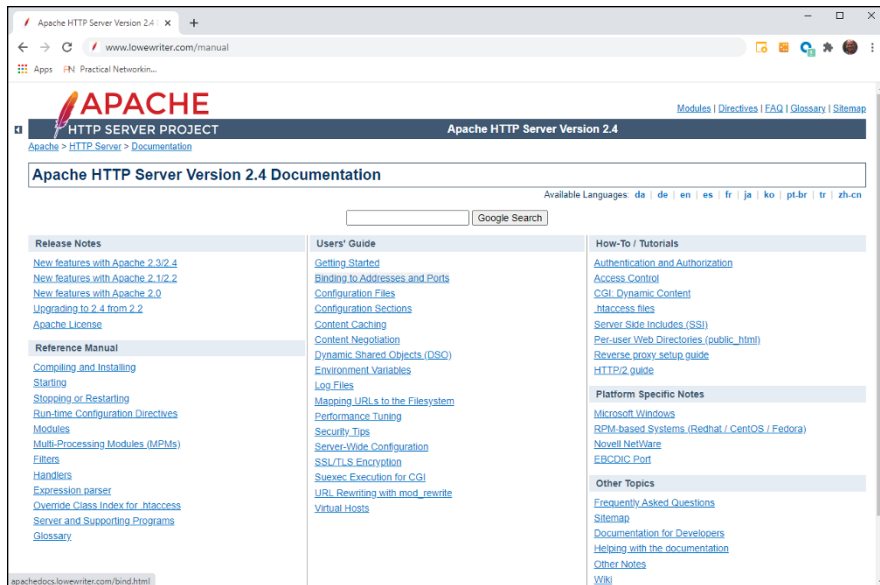 Apache HTTP Server Version 2.4
www.lowewriter.com/manual
Apps PN Practical Networkin...
APACHE
HTTP SERVER PROJECT
Modules | Directives | FAQ | Glossary | Sitemap
Apache HTTP Server Version 2.4
Apache > HTTP Server > Documentation
Apache HTTP Server Version 2.4 Documentation
Available Languages: da | de | en | es | fr | ja | ko | pt-br | tr | zh-cn
Google Search
Release Notes
New features with Apache 2.3/2.4
New features with Apache 2.1/2.2
New features with Apache 2.0
Upgrading to 2.4 from 2.2
Apache License
Reference Manual
Compiling and Installing
Starting
Stopping or Restarting
Run-time Configuration Directives
Modules
Multi-Processing Modules (MPMs)
Filters
Handlers
Expression parser
Override Class Index for .htaccess
Server and Supporting Programs
Glossary
Users' Guide
Getting Started
Binding to Addresses and Ports
Configuration Files
Configuration Sections
Content Caching
Content Negotiation
Dynamic Shared Objects (DSO)
Environment Variables
Log Files
Mapping URLs to the Filesystem
Performance Tuning
Security Tips
Server-Wide Configuration
SSL/TLS Encryption
Suexec Execution for CGI
URL Rewriting with mod_rewrite
Virtual Hosts
How-To / Tutorials
Authentication and Authorization
Access Control
CGI: Dynamic Content
.htaccess files
Server Side Includes (SSI)
Per-user Web Directories (public_html)
Reverse proxy setup guide
HTTP/2 guide
Platform Specific Notes
Microsoft Windows
RPM-based Systems (Redhat / CentOS / Fedora)
Novell NetWare
EBCDIC Port
Other Topics
Frequently Asked Questions
Sitemap
Documentation for Developers
Helping with the documentation
Other Notes
Wiki
apachedocs.lowewriter.com/bind.html